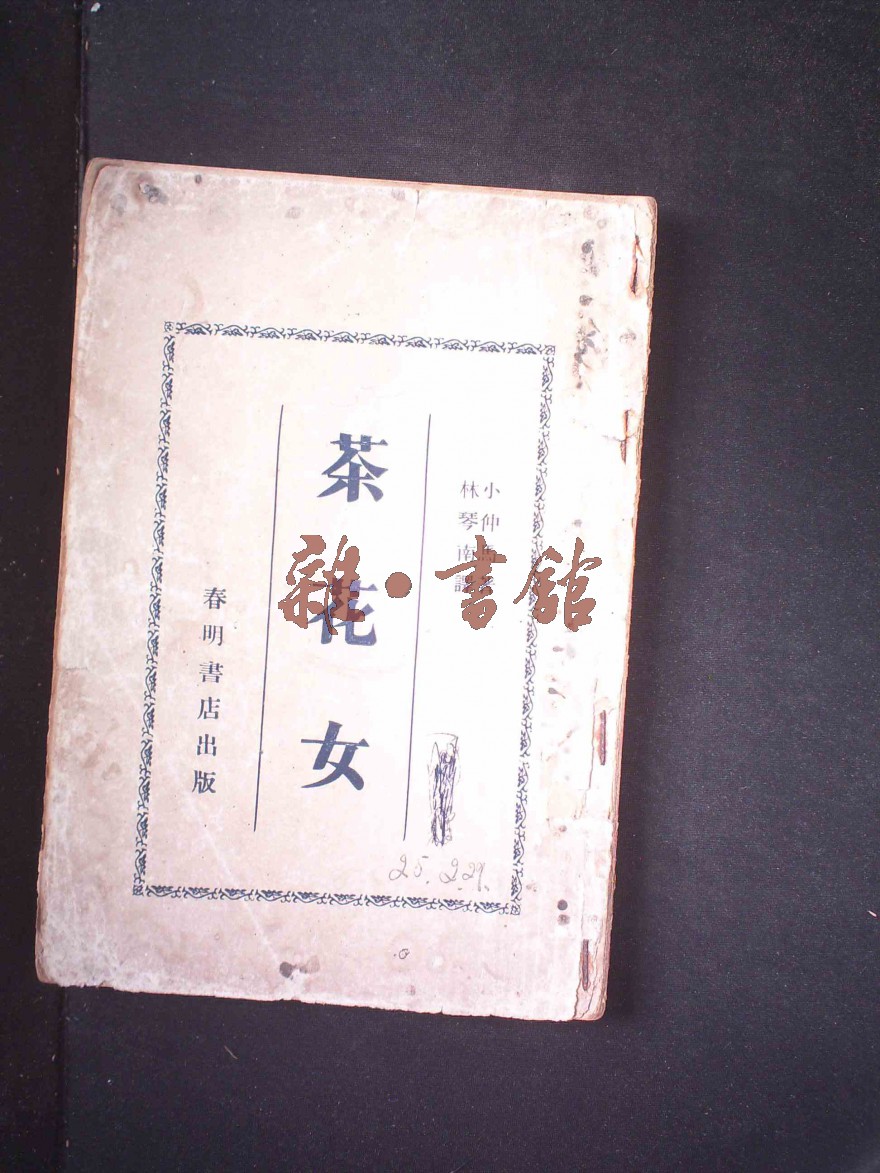 小仲馬著
林琴南譯
茶花女
春明書店出版
25.2.29.
雜·書館